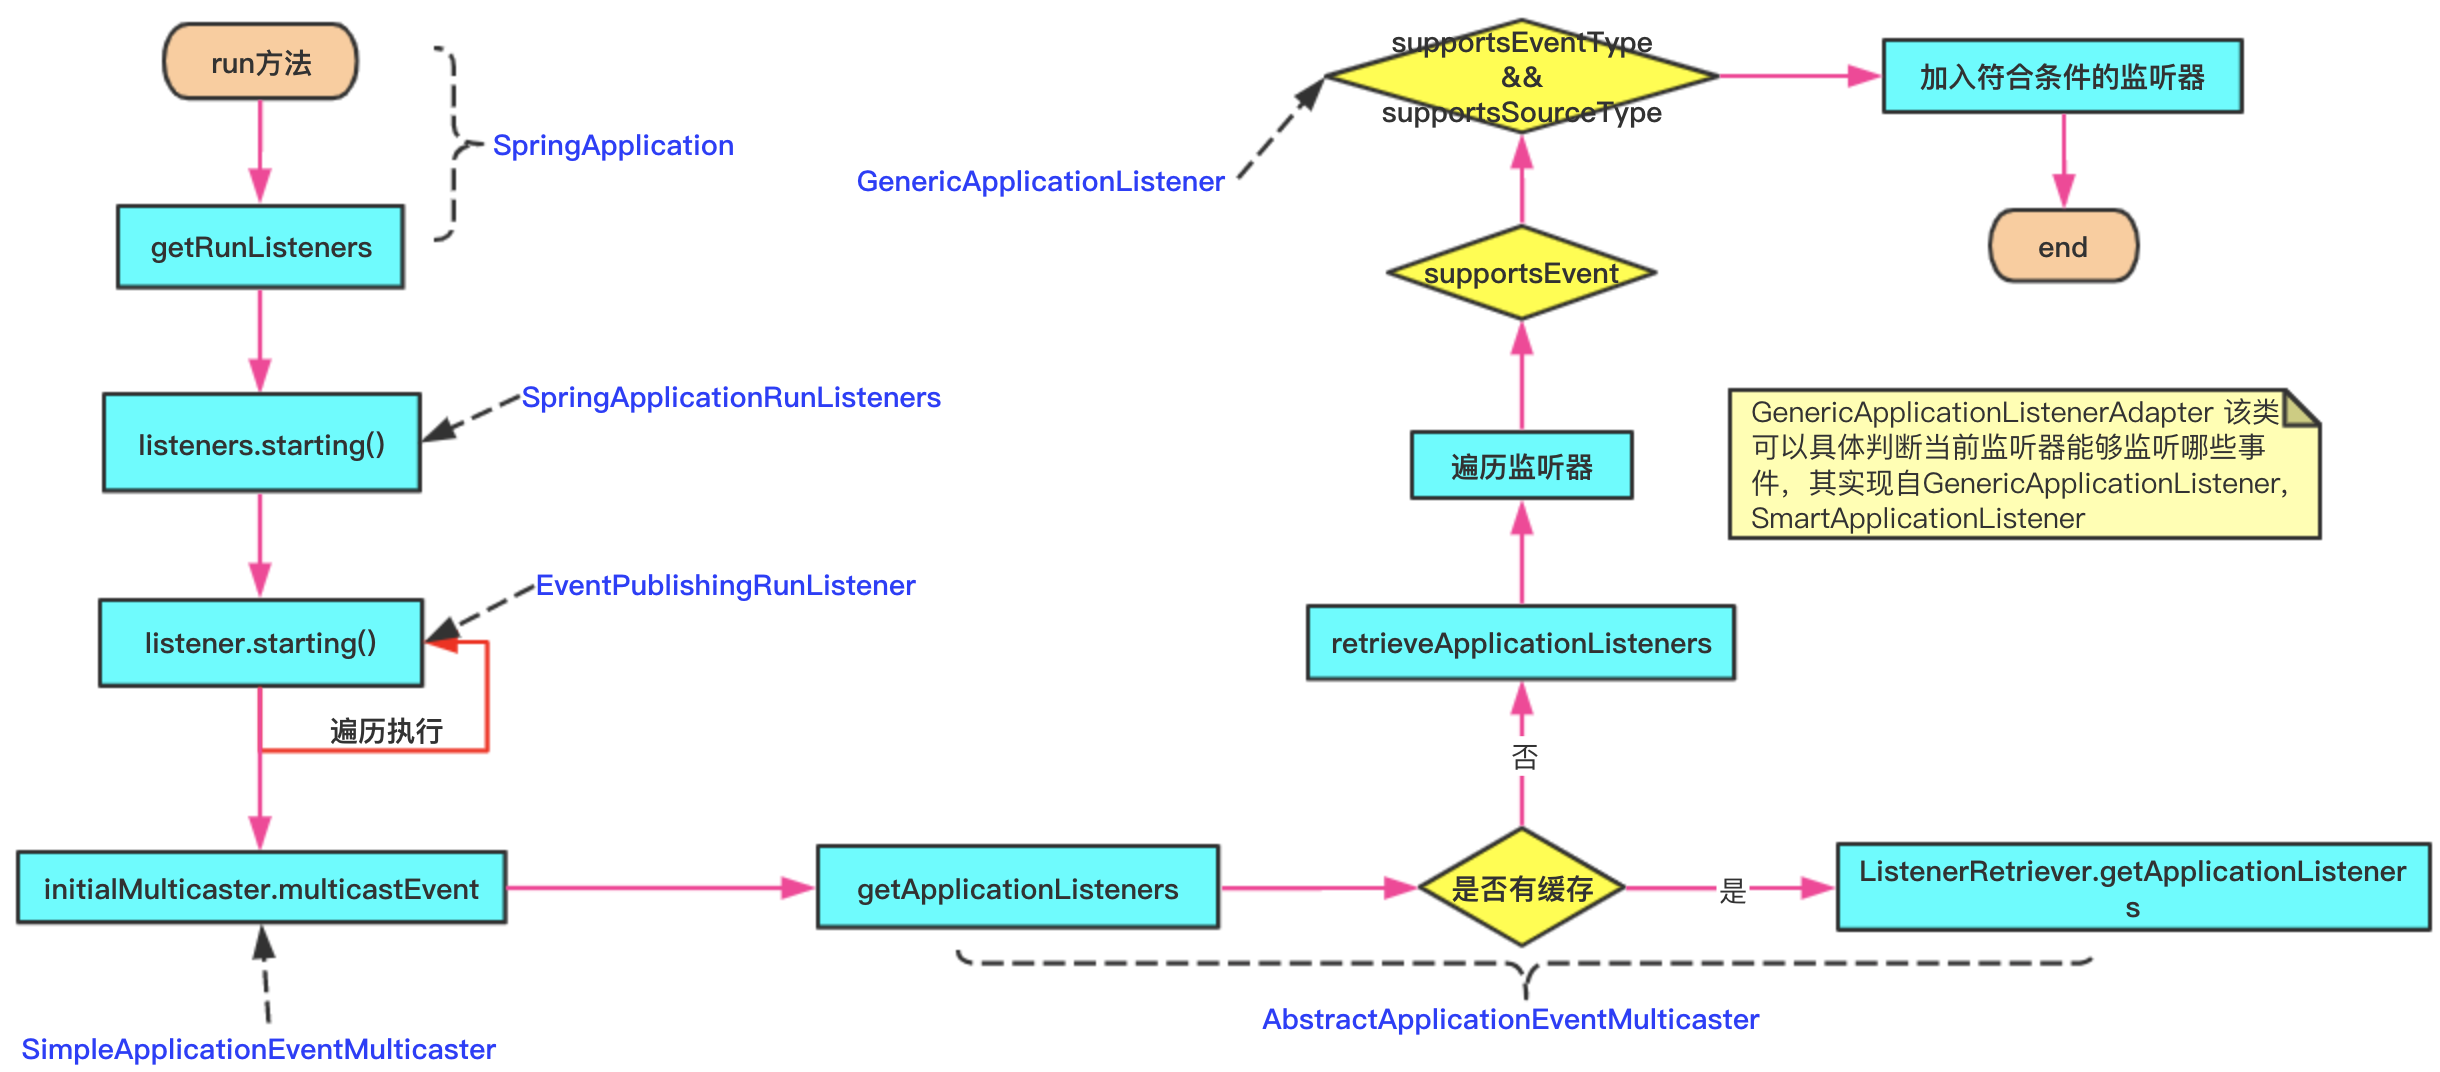 run方法
SpringApplication
getRunListeners
listeners.starting()
SpringApplicationRunListeners
listener.starting()
EventPublishingRunListener
遍历执行
initialMulticaster.multicastEvent
SimpleApplicationEventMulticaster
getApplicationListeners
是否有缓存
是
ListenerRetriever.getApplicationListener
s
AbstractApplicationEventMulticaster
否
retrieveApplicationListeners
遍历监听器
supportsEvent
supportsEventType
&&
supportsSourceType
GenericApplicationListener
加入符合条件的监听器
end
GenericApplicationListenerAdapter 该类
可以具体判断当前监听器能够监听哪些事
件，其实现自GenericApplicationListener,
SmartApplicationListener